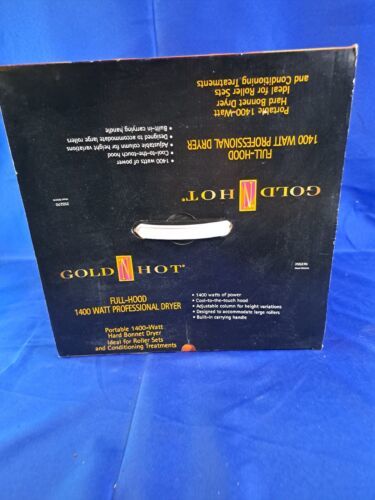 GOLD N HOT®
FULL-HOOD
1400 WATT PROFESSIONAL DRYER
Portable 1400-Watt
Hard Bonnet Dryer
Ideal for Roller Sets
and Conditioning Treatments
• 1400 watts of power
• Cool-to-the-touch hood
• Adjustable column for height variations
• Designed to accommodate large rollers
• Built-in carrying handle
GOLD N HOT®
FULL-HOOD
1400 WATT PROFESSIONAL DRYER
Portable 1400-Watt
Hard Bonnet Dryer
Ideal for Roller Sets
and Conditioning Treatments
• 1400 watts of power
• Cool-to-the-touch hood
• Adjustable column for height variations
• Designed to accommodate large rollers
• Built-in carrying handle